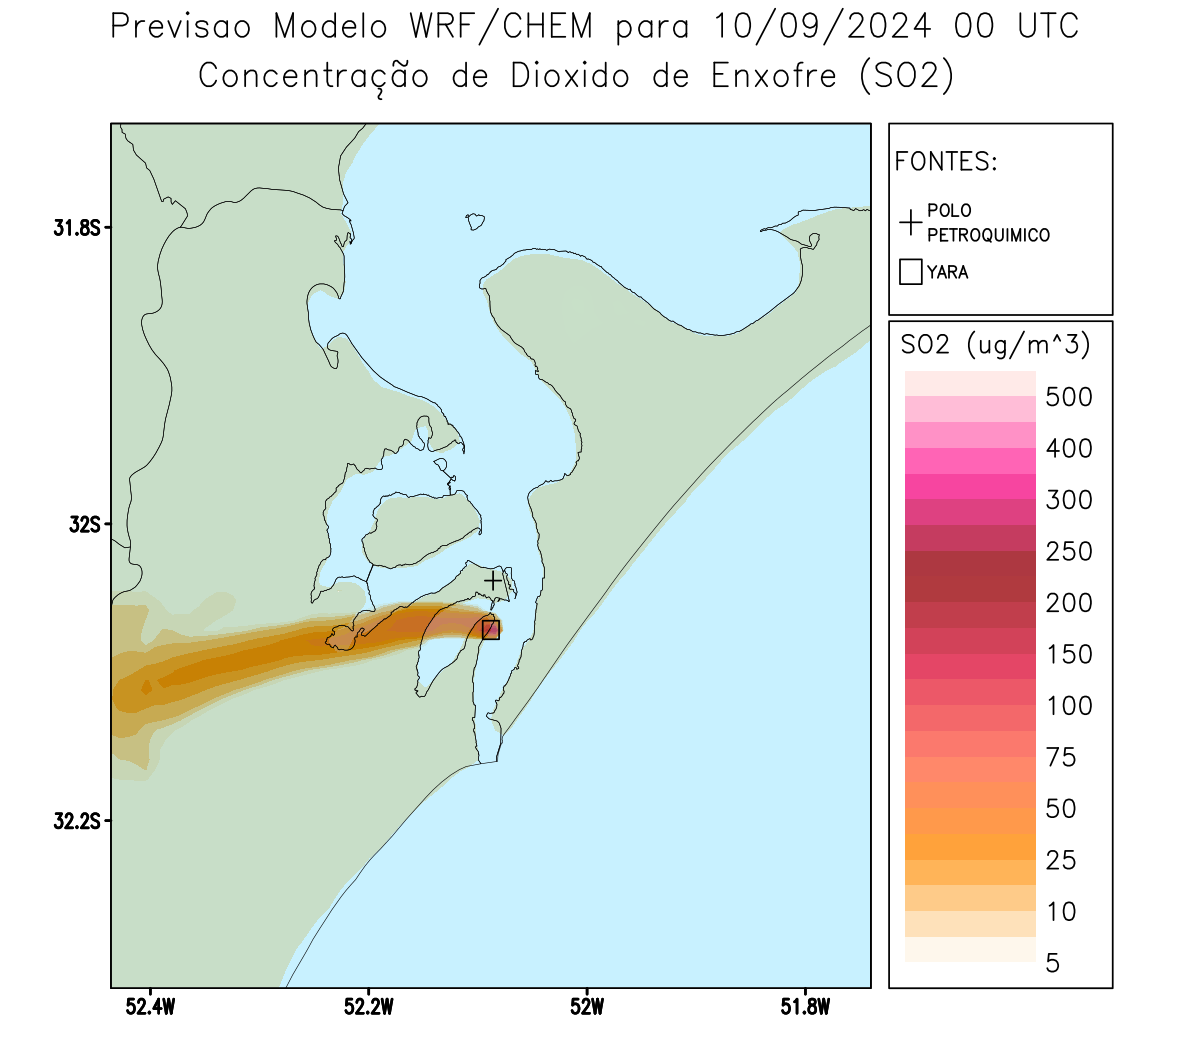 Previsao Modelo WRF/CHEM para 10/09/2024 00 UTC
Concentração de Dioxido de Enxofre (SO2)
FONTES:
POLO
PETROQUIMICO
YARA
SO2 (ug/m^3)
500
400
300
250
200
150
100
75
50
25
10
5
31.8S
32S
32.2S
52.4W
52.2W
52W
51.8W